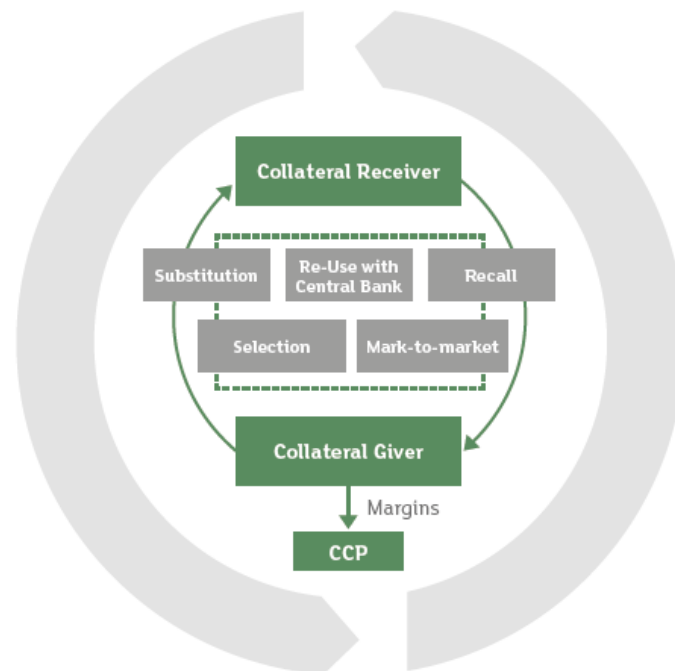 Collateral Receiver
Substitution
Re-Use with
Central Bank
Recall
Selection
Mark-to-market
Collateral Giver
Margins
CCP